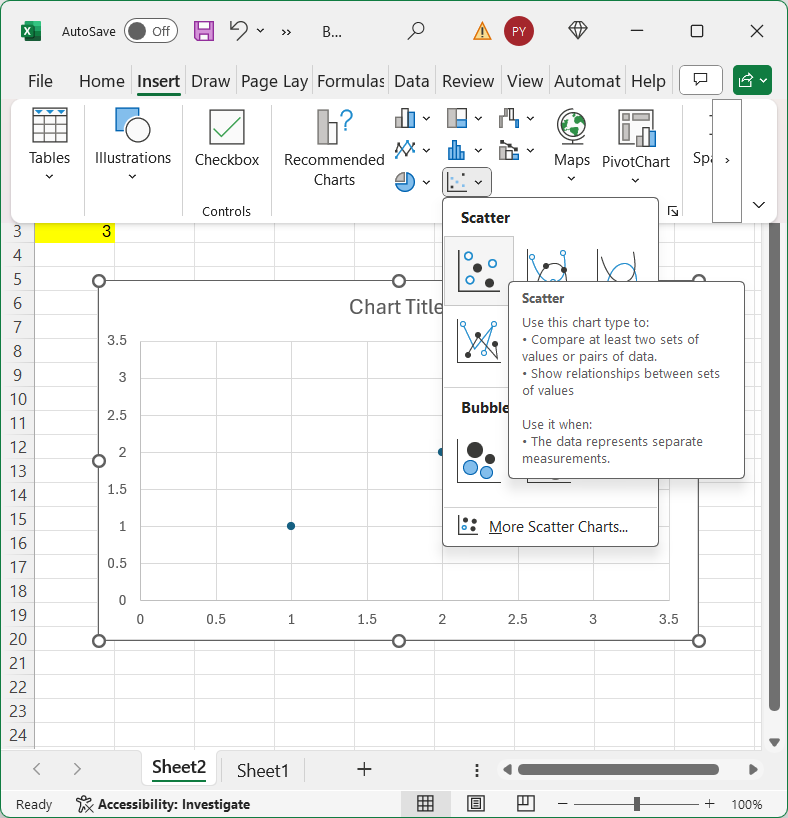 AutoSave Off B... PY
File Home Insert Draw Page Lay Formulas Data Review View Automat Help
Tables
Illustrations
Checkbox
Controls
Recommended
Charts
Maps
PivotChart
Spa
Scatter
Scatter
Use this chart type to:
• Compare at least two sets of
values or pairs of data.
• Show relationships between sets
of values
Use it when:
• The data represents separate
measurements.
Bubble
More Scatter Charts...
3 3
4
5
6
7
8
9
10
11
12
13
14
15
16
17
18
19
20
21
22
23
24
Chart Title
3.5
3
2.5
2
1.5
1
0.5
0
0 0.5 1 1.5 2 2.5 3 3.5
Sheet2 Sheet1
Ready Accessibility: Investigate 100%